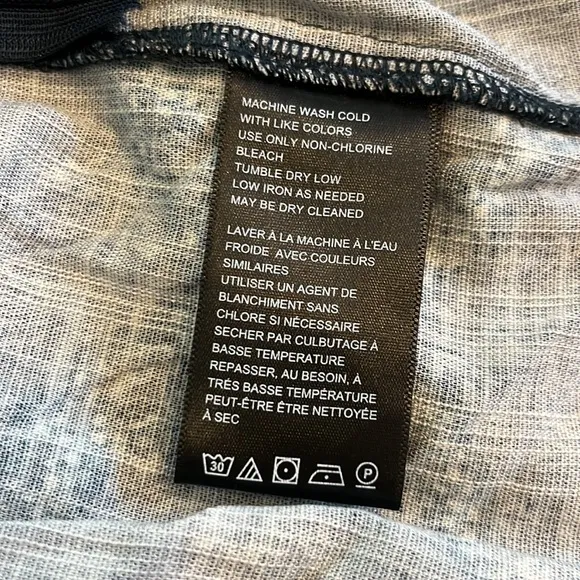 MACHINE WASH COLD
WITH LIKE COLORS
USE ONLY NON-CHLORINE
BLEACH
TUMBLE DRY LOW
LOW IRON AS NEEDED
MAY BE DRY CLEANED
LAVER À LA MACHINE À L'EAU
FROIDE AVEC COULEURS
SIMILAIRES
UTILISER UN AGENT DE
BLANCHIMENT SANS
CHLORE SI NÉCESSAIRE
SECHER PAR CULBUTAGE À
BASSE TEMPERATURE
REPASSER, AU BESOIN, À
TRÉS BASSE TEMPÉRATURE
PEUT-ÉTRE ÊTRE NETTOYÉE
À SEC
30 P